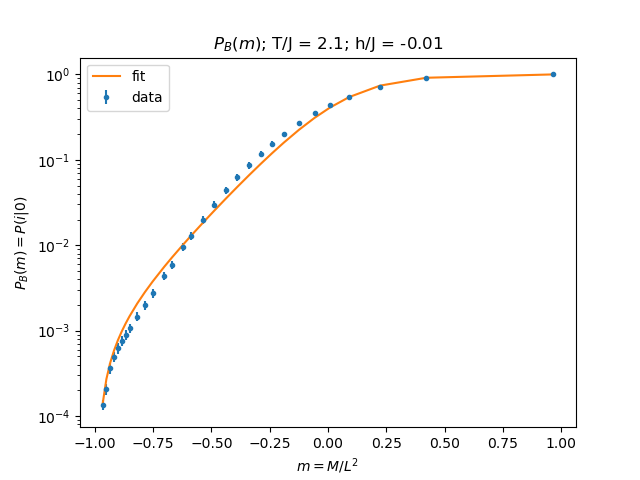 P_B(m); T/J = 2.1; h/J = -0.01
fit
data
P_B(m) = P(i|0)
10^0
10^-1
10^-2
10^-3
10^-4
−1.00 −0.75 −0.50 −0.25 0.00 0.25 0.50 0.75 1.00
m = M/L^2